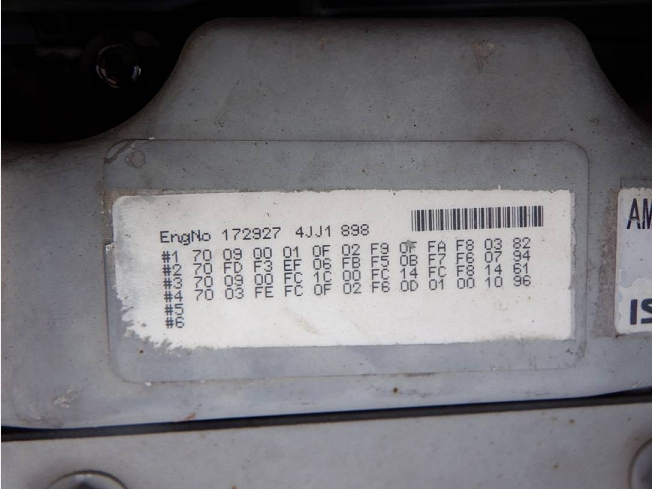 EngNo 172927 4JJ1 898
#1 70 09 00 01 0F 02 F9 0F FA F8 03 82
#2 70 FD F3 EF 06 FB F5 0B F7 F6 07 94
#3 70 09 00 FC 1C 00 FC 14 FC F8 14 61
#4 70 03 FE FC 0F 02 F6 0D 01 00 10 96
#5
#6
AM
IS